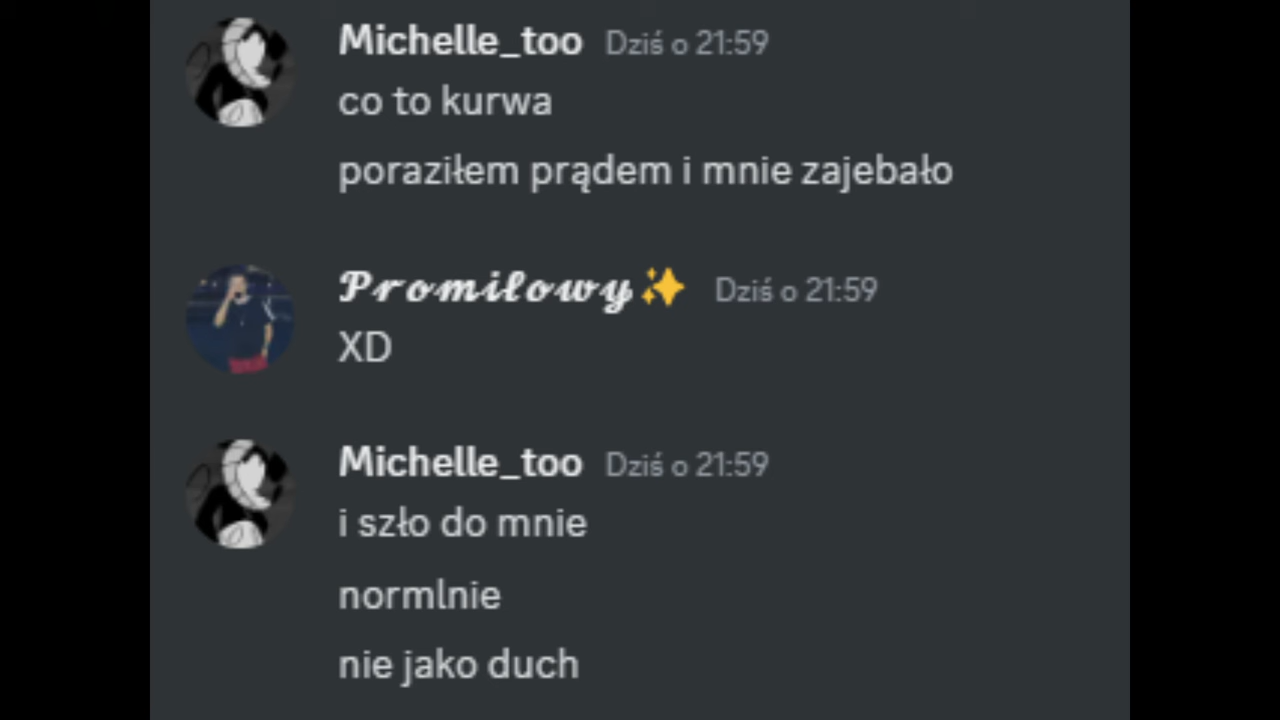 Michelle_too Dziś o 21:59
co to kurwa
poraziłem prądem i mnie zajebało
𝓟𝓻𝓸𝓶𝓲𝓵𝓸𝔀𝔂✨ Dziś o 21:59
XD
Michelle_too Dziś o 21:59
i szło do mnie
normlnie
nie jako duch